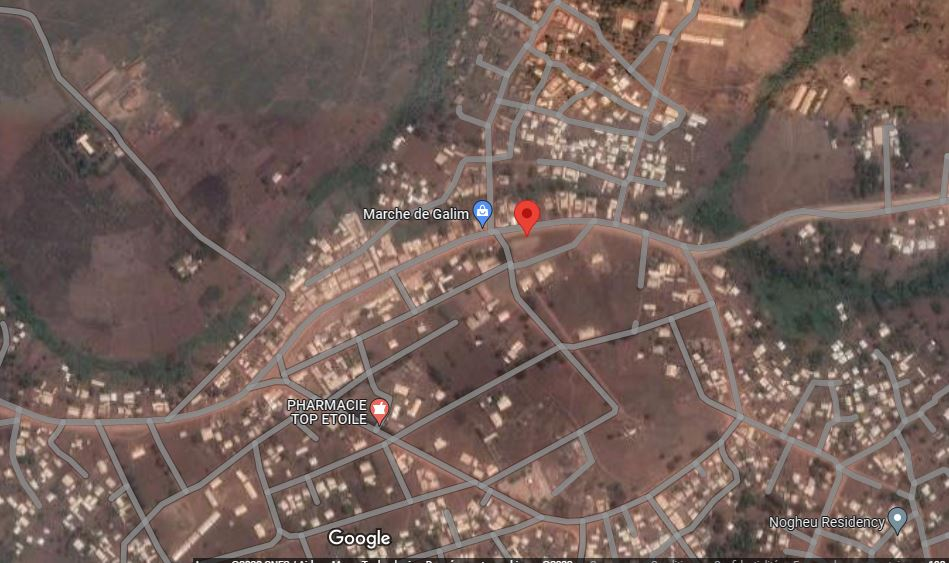 Marche de Galim
PHARMACIE
TOP ETOILE
Nogheu Residency
Google